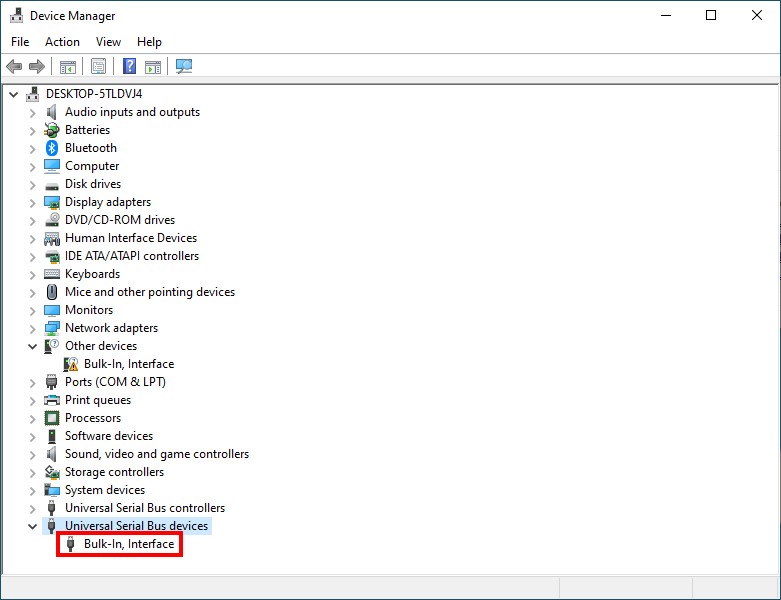 Device Manager
File Action View Help
DESKTOP-5TLDVJ4
Audio inputs and outputs
Batteries
Bluetooth
Computer
Disk drives
Display adapters
DVD/CD-ROM drives
Human Interface Devices
IDE ATA/ATAPI controllers
Keyboards
Mice and other pointing devices
Monitors
Network adapters
Other devices
Bulk-In, Interface
Ports (COM & LPT)
Print queues
Processors
Software devices
Sound, video and game controllers
Storage controllers
System devices
Universal Serial Bus controllers
Universal Serial Bus devices
Bulk-In, Interface